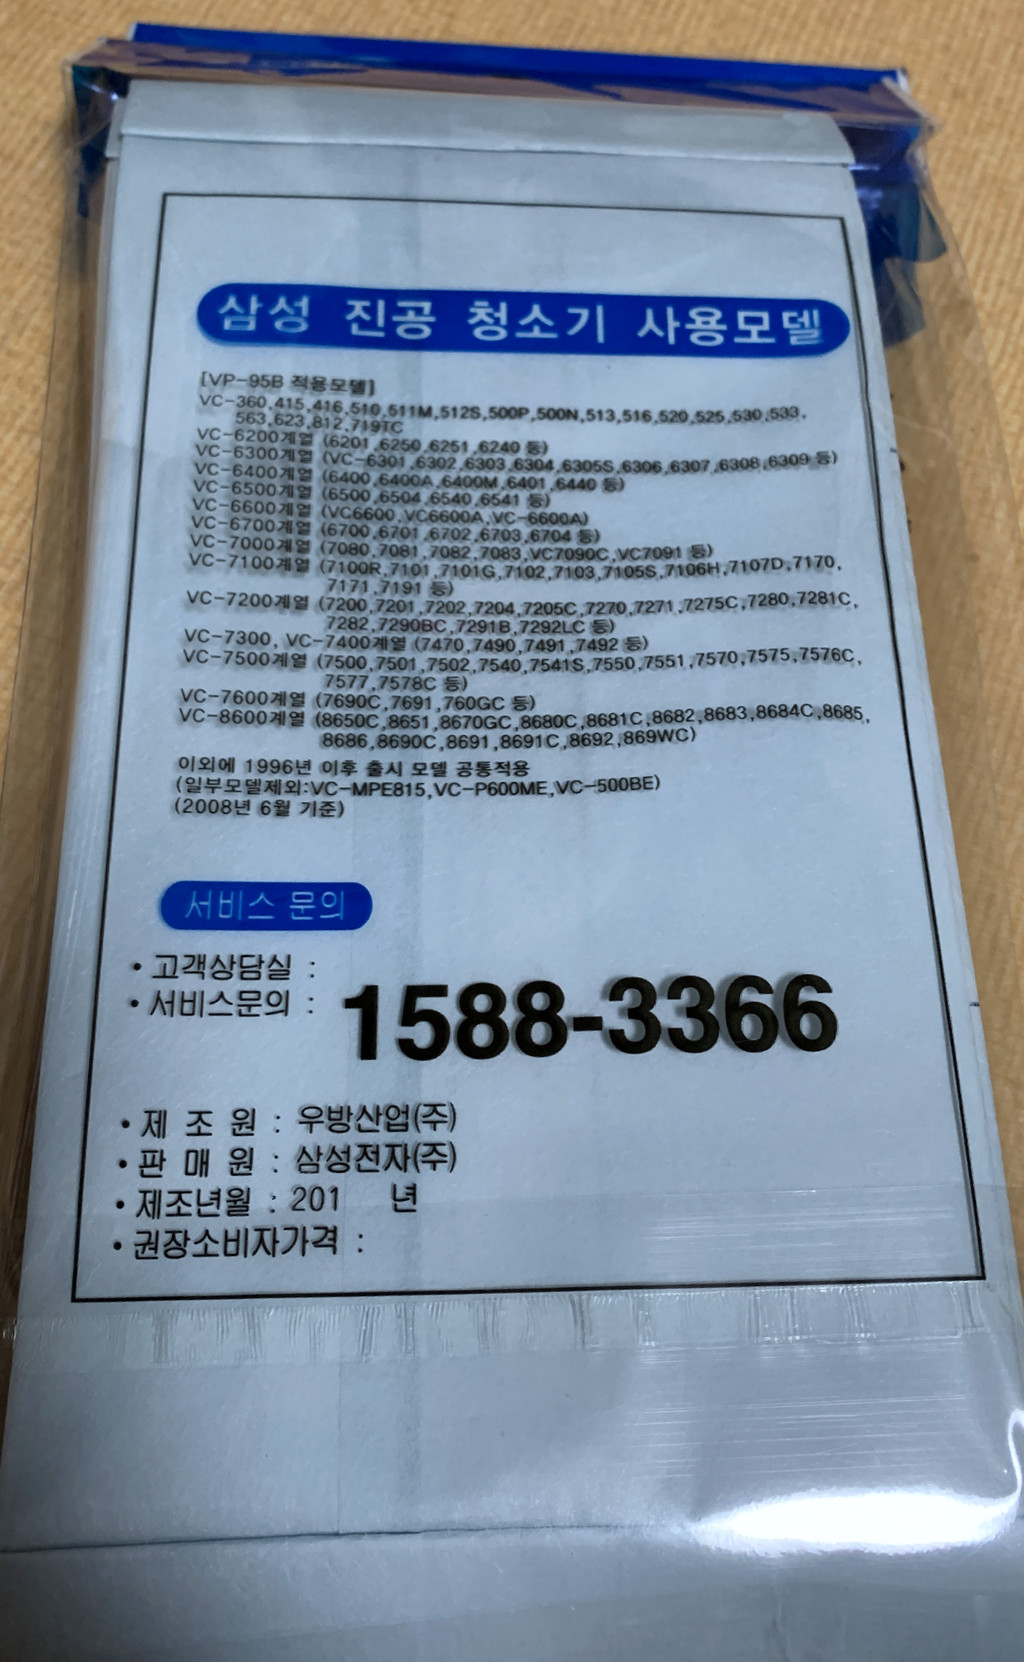 삼성 진공 청소기 사용모델
[VP-95B 적용모델]
VC-360,415,416,510,511M,512S,500P,500N,513,516,520,525,530,533,
563,623,812,719TC
VC-6200계열 (6201,6250,6251,6240 등)
VC-6300계열 (VC-6301,6302,6303,6304,6305S,6306,6307,6308,6309 등)
VC-6400계열 (6400,6400A,6400M,6401,6440 등)
VC-6500계열 (6500,6504,6540,6541 등)
VC-6600계열 (VC6600,VC6600A,VC-6600A)
VC-6700계열 (6700,6701,6702,6703,6704 등)
VC-7000계열 (7080,7081,7082,7083,VC7090C,VC7091 등)
VC-7100계열 (7100R,7101,7101G,7102,7103,7105S,7106H,7107D,7170,
7171,7191 등)
VC-7200계열 (7200,7201,7202,7204,7205C,7270,7271,7275C,7280,7281C,
7282,7290BC,7291B,7292LC 등)
VC-7300, VC-7400계열 (7470,7490,7491,7492 등)
VC-7500계열 (7500,7501,7502,7540,7541S,7550,7551,7570,7575,7576C,
7577,7578C 등)
VC-7600계열 (7690C,7691,760GC 등)
VC-8600계열 (8650C,8651,8670GC,8680C,8681C,8682,8683,8684C,8685,
8686,8690C,8691,8691C,8692,869WC)
이외에 1996년 이후 출시 모델 공통적용
(일부모델제외:VC-MPE815,VC-P600ME,VC-500BE)
(2008년 6월 기준)
서비스 문의
• 고객상담실 :
• 서비스문의 : 1588-3366
• 제 조 원 : 우방산업(주)
• 판 매 원 : 삼성전자(주)
• 제조년월 : 201 년
• 권장소비자가격 :